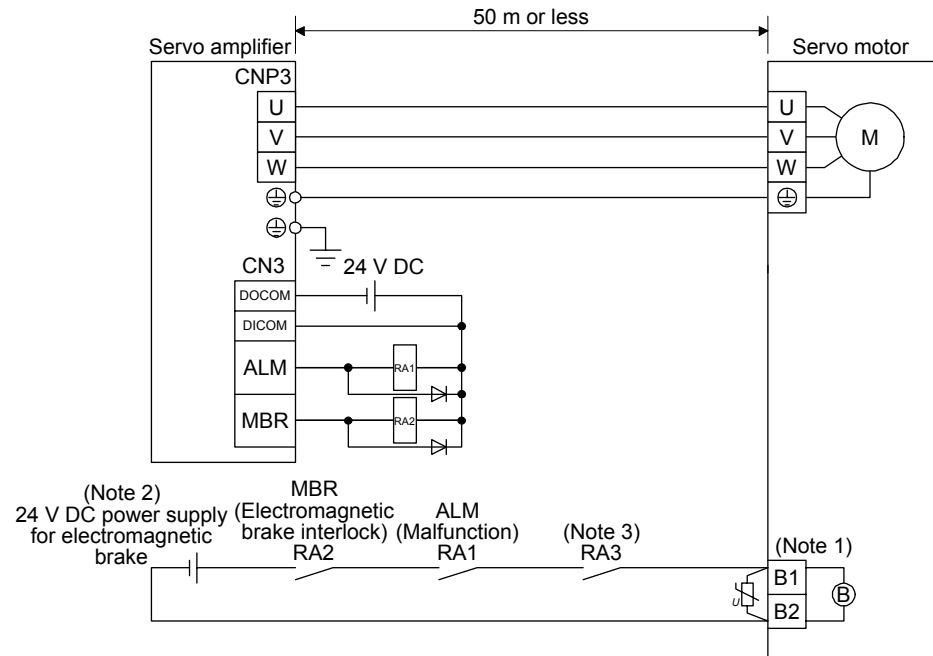 50 m or less
Servo amplifier
Servo motor
CNP3
U
V
W
U
V
W
M
CN3
24 V DC
DOCOM
DICOM
ALM
MBR
RA1
RA2
(Note 2)
24 V DC power supply
for electromagnetic
brake
MBR
(Electromagnetic
brake interlock)
RA2
ALM
(Malfunction)
RA1
(Note 3)
RA3
(Note 1)
B1
B2
U
B